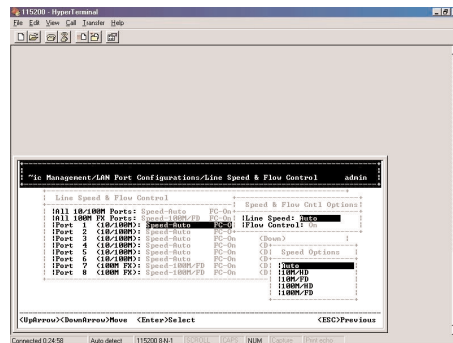 115200 - HyperTerminal
File Edit View Call Transfer Help
~ic Management/LAN Port Configurations/Line Speed & Flow Control admin
Line Speed & Flow Control
Speed & Flow Cntl Options
All 10/100M Ports: Speed-Auto FC-On
All 100M FX Ports: Speed-100M/FD FC-On
Line Speed: Auto
Port 1 (10/100M): Speed-Auto FC-O
Flow Control: On
Port 2 (10/100M): Speed-Auto FC-O
Port 3 (10/100M): Speed-Auto FC-On (Down)
Port 4 (10/100M): Speed-Auto FC-On (D
Port 5 (10/100M): Speed-Auto FC-On (D
Speed Options
Port 6 (10/100M): Speed-Auto FC-On (D
Port 7 (100M FX): Speed-100M/FD FC-On (D
Auto
Port 8 (100M FX): Speed-100M/FD FC-On (D
10M/HD
10M/FD
100M/HD
100M/FD
<UpArrow><DownArrow>Move <Enter>Select <ESC>Previous
Connected 0:24:58 Auto detect 115200 8-N-1 SCROLL CAPS NUM Capture Print echo